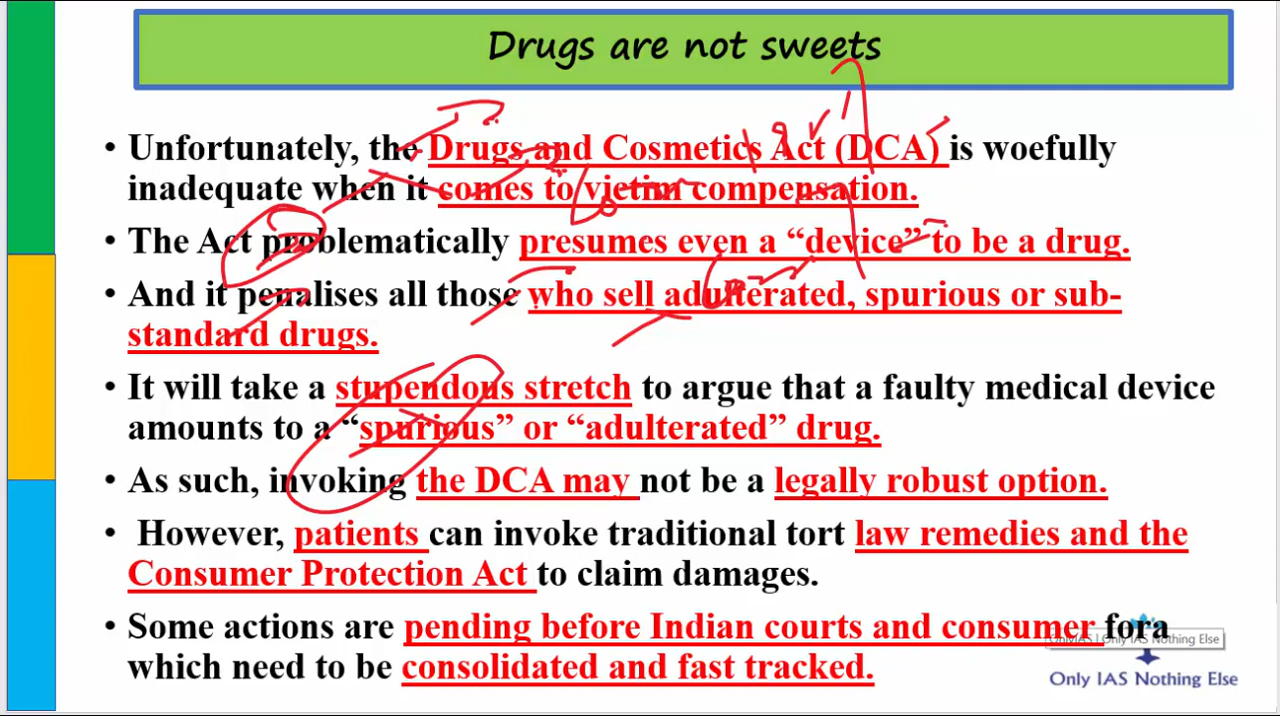 Drugs are not sweets
• Unfortunately, the Drugs and Cosmetics Act (DCA) is woefully
inadequate when it comes to victim compensation.
• The Act problematically presumes even a “device” to be a drug.
• And it penalises all those who sell adulterated, spurious or sub-
standard drugs.
• It will take a stupendous stretch to argue that a faulty medical device
amounts to a “spurious” or “adulterated” drug.
• As such, invoking the DCA may not be a legally robust option.
• However, patients can invoke traditional tort law remedies and the
Consumer Protection Act to claim damages.
• Some actions are pending before Indian courts and consumer fora
which need to be consolidated and fast tracked.
OnlyIAS | Only IAS Nothing Else
Only IAS Nothing Else